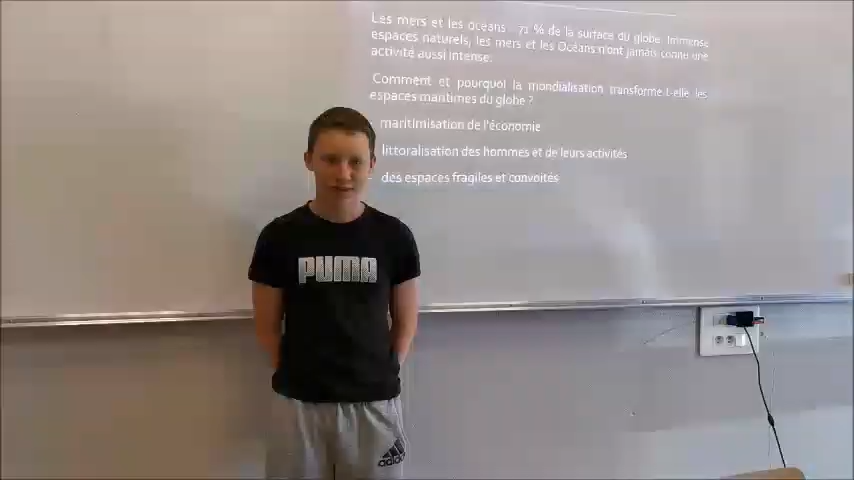 Les mers et les océans - 71 % de la surface du globe. Immense
espaces naturels, les mers et les Océans n'ont jamais connu une
activité aussi intense.
Comment et pourquoi la mondialisation transforme t-elle les
espaces maritimes du globe ?
- maritimisation de l'économie
- littoralisation des hommes et de leurs activités
- des espaces fragiles et convoités
PUMA
adidas